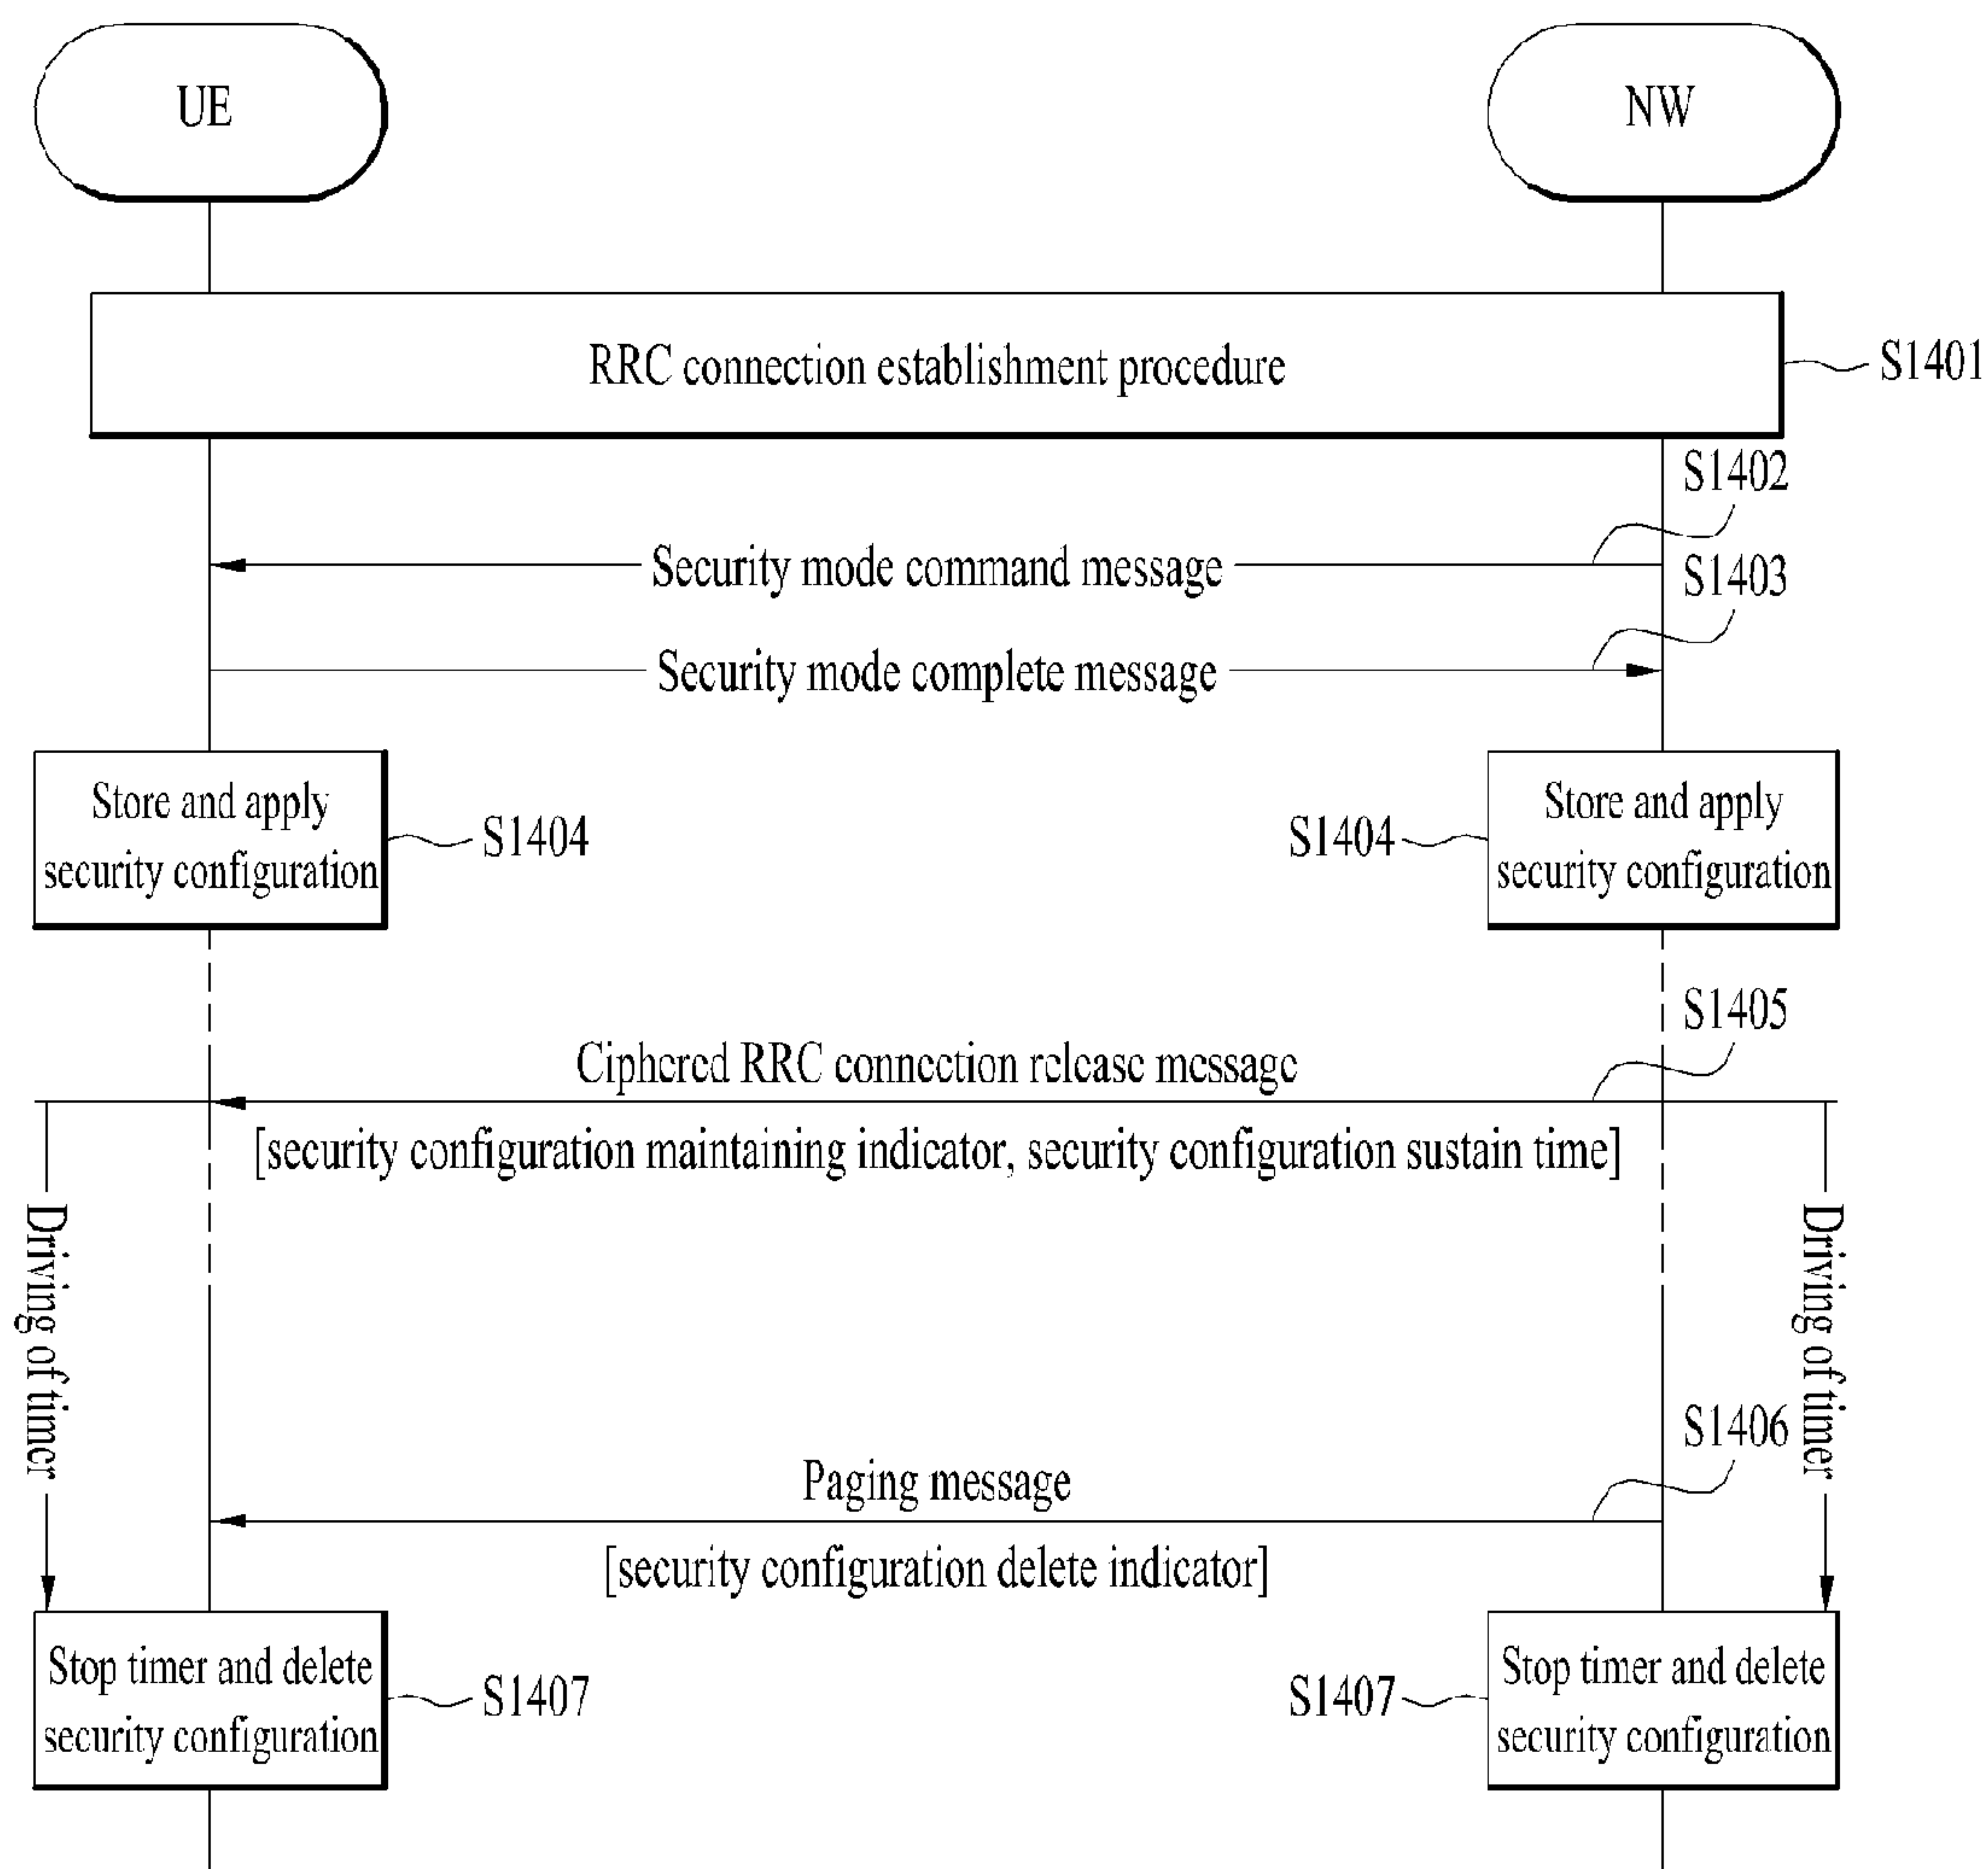 UE
NW
RRC connection establishment procedure
S1401
S1402
Security mode command message
S1403
Security mode complete message
Store and apply
security configuration
S1404
S1404
Store and apply
security configuration
S1405
Ciphered RRC connection release message
[security configuration maintaining indicator, security configuration sustain time]
Driving of timer
Driving of timer
S1406
Paging message
[security configuration delete indicator]
Stop timer and delete
security configuration
S1407
S1407
Stop timer and delete
security configuration